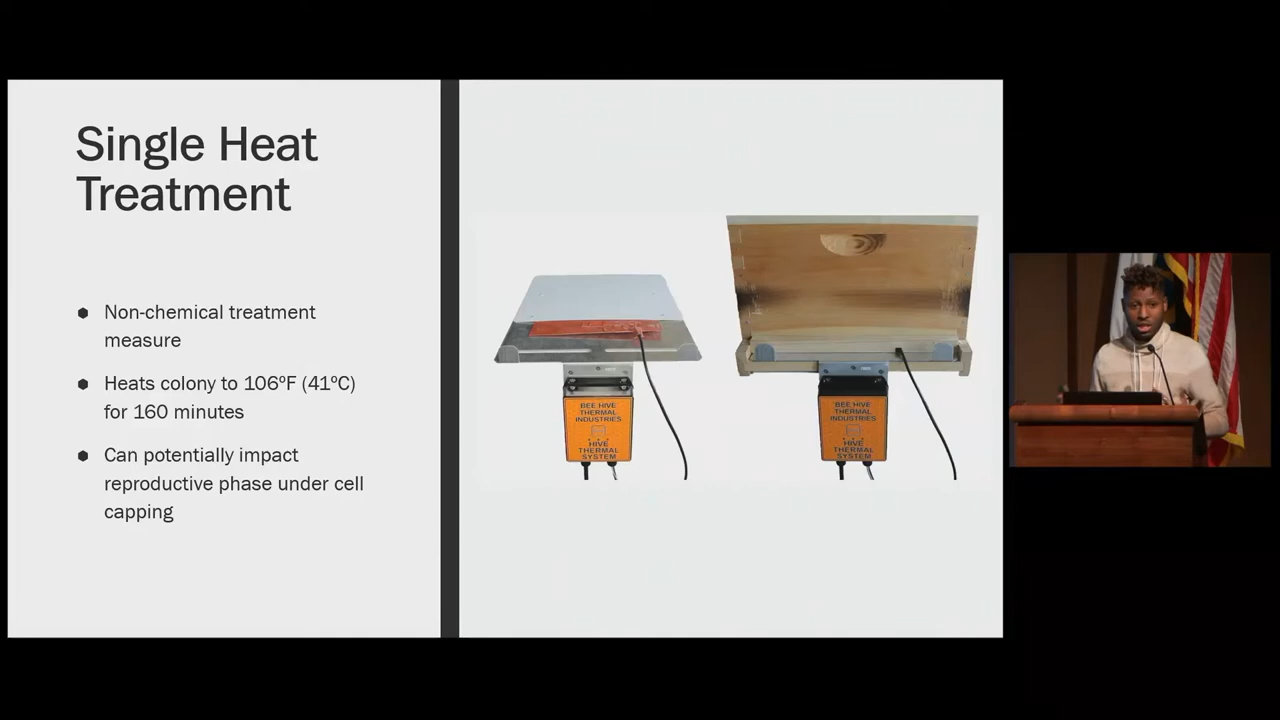 Single Heat
Treatment
Non-chemical treatment
measure
Heats colony to 106ºF (41ºC)
for 160 minutes
Can potentially impact
reproductive phase under cell
capping
BEE HIVE
THERMAL
INDUSTRIES
HIVE
THERMAL
SYSTEM
BEE HIVE
THERMAL
INDUSTRIES
HIVE
THERMAL
SYSTEM